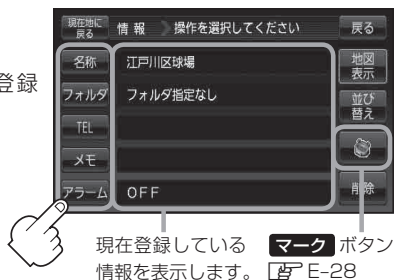 現在地に戻る 情報 操作を選択してください 戻る
名称 江戸川区球場 地図表示
登録
フォルダ フォルダ指定なし 並び替え
TEL
メモ
アラーム OFF 削除
現在登録している マーク ボタン
情報を表示します。 E-28